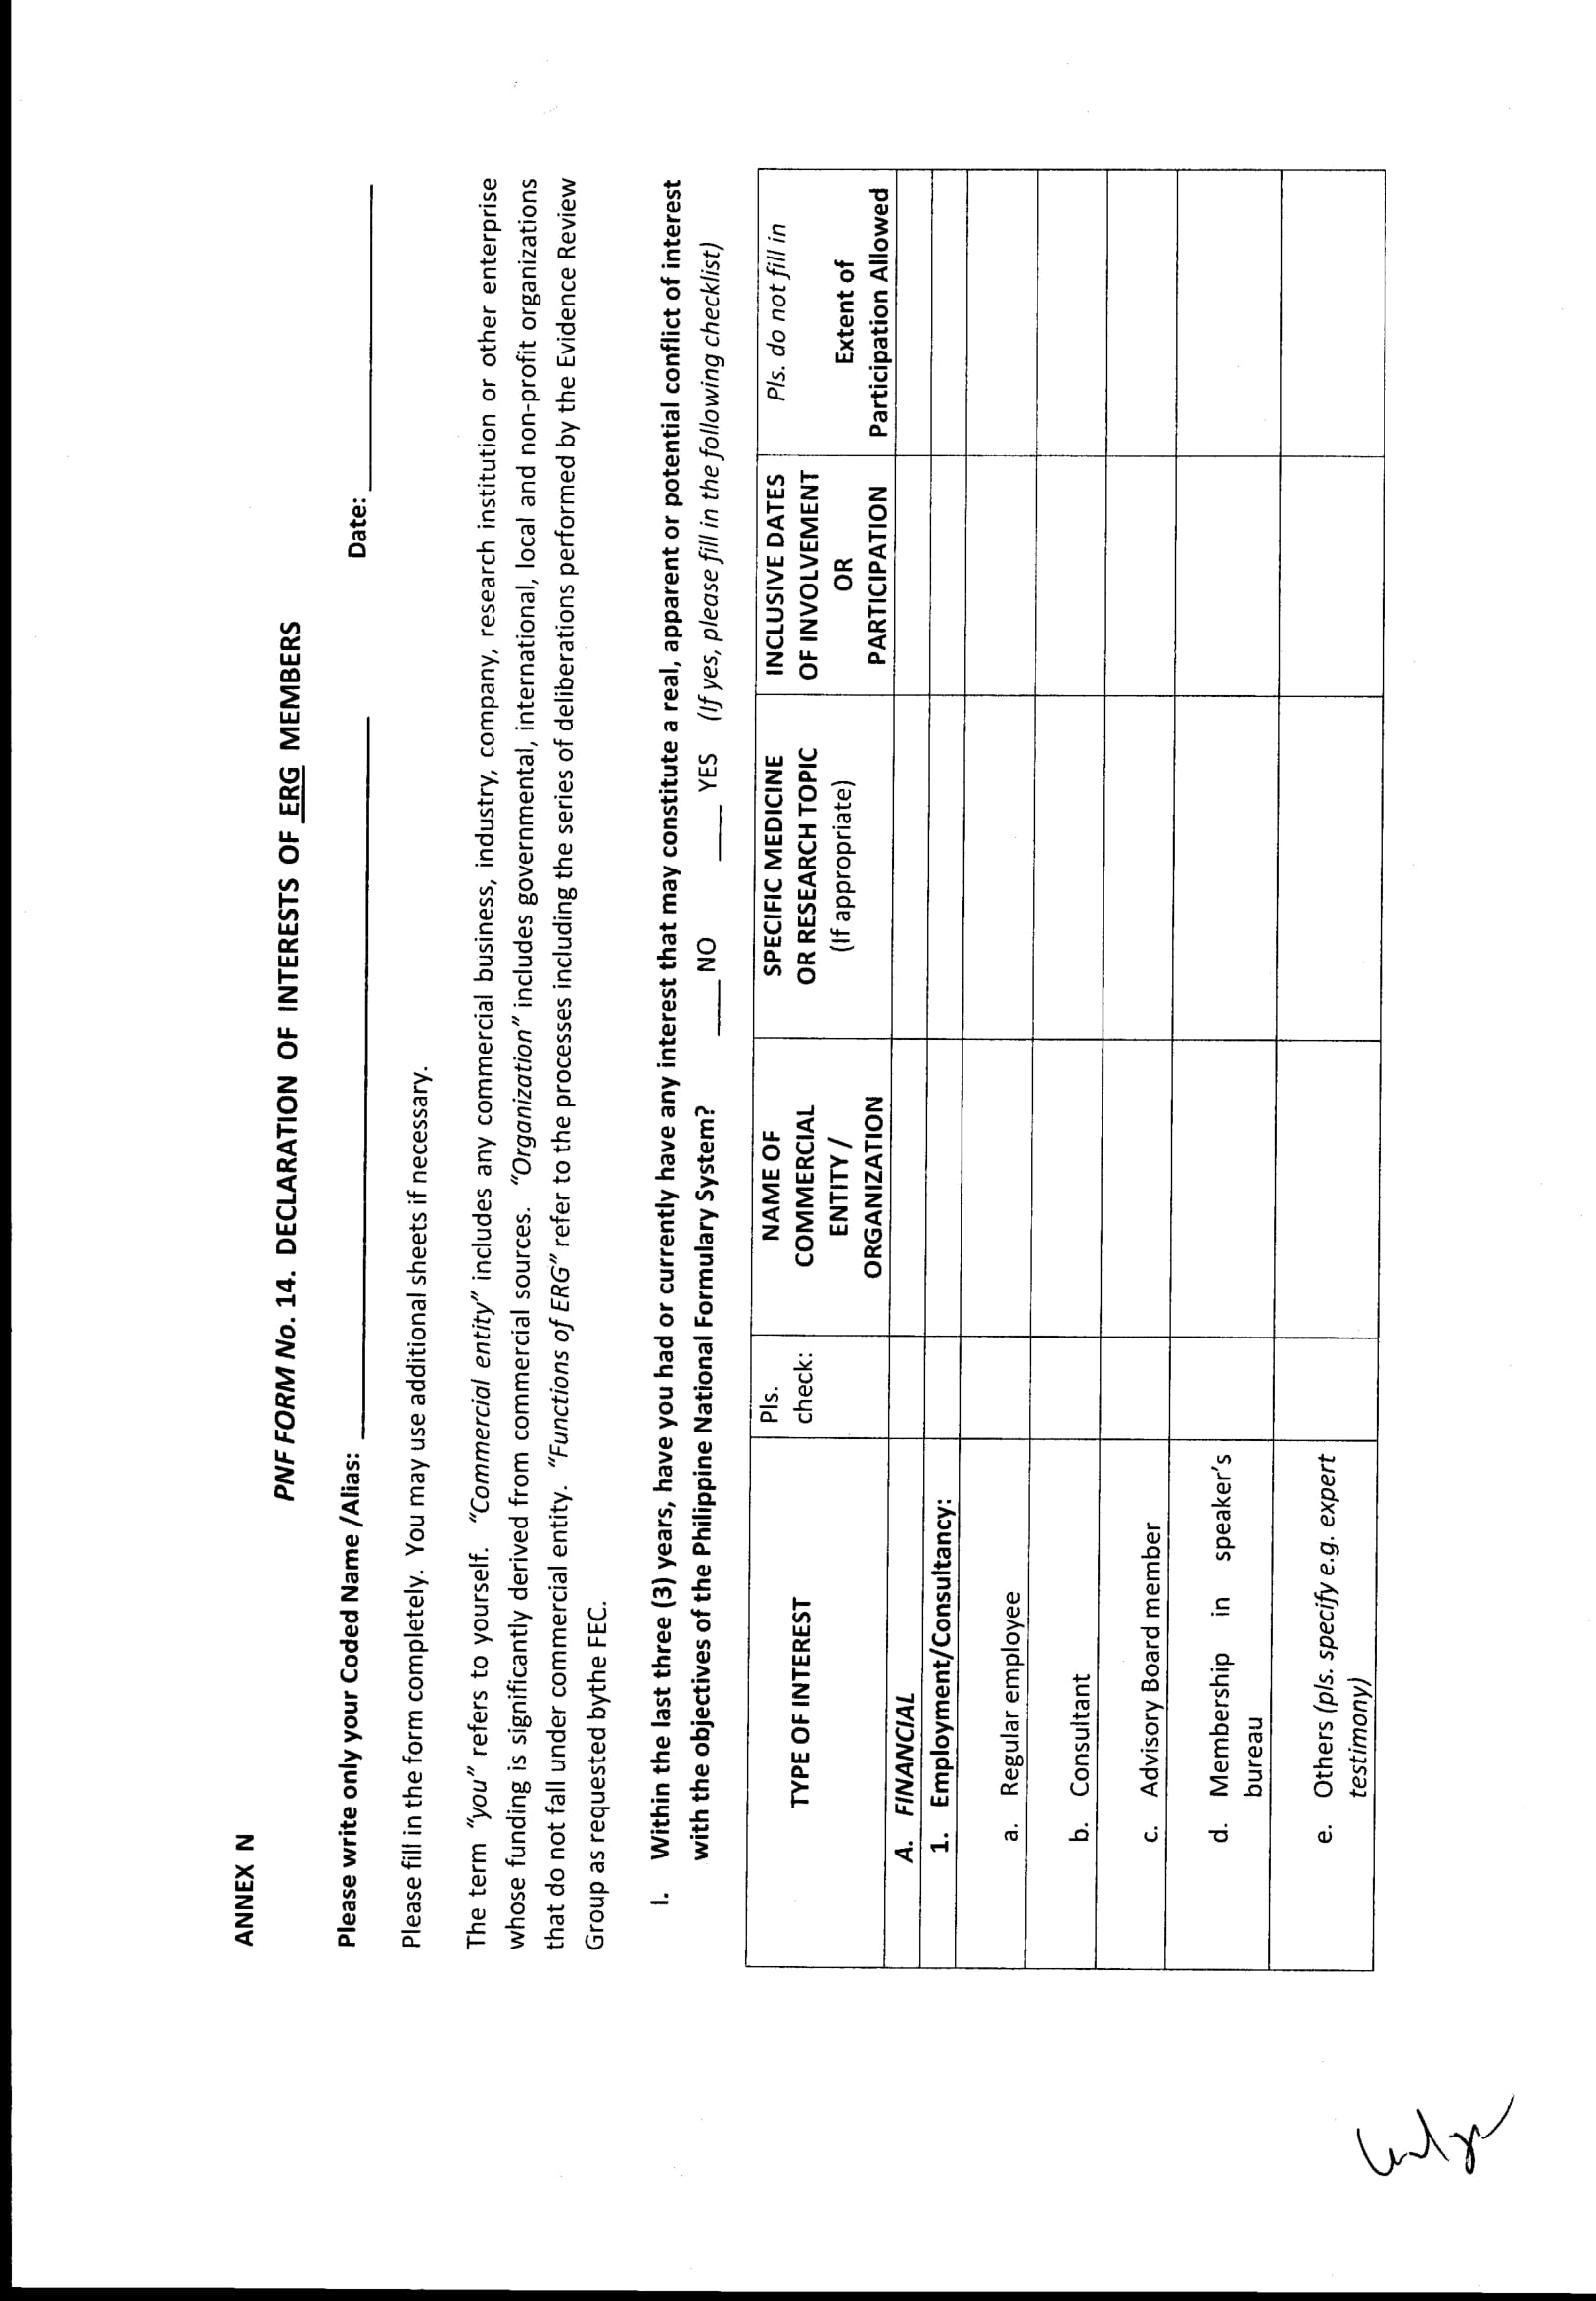 ANNEX N
PNF FORM No. 14. DECLARATION OF INTERESTS OF ERG MEMBERS
Please write only your Coded Name /Alias: ____________________ Date: ____________________
Please fill in the form completely. You may use additional sheets if necessary.
The term "you" refers to yourself. "Commercial entity" includes any commercial business, industry, company, research institution or other enterprise
whose funding is significantly derived from commercial sources. "Organization" includes governmental, international, local and non-profit organizations
that do not fall under commercial entity. "Functions of ERG" refer to the processes including the series of deliberations performed by the Evidence Review
Group as requested bythe FEC.
I. Within the last three (3) years, have you had or currently have any interest that may constitute a real, apparent or potential conflict of interest
with the objectives of the Philippine National Formulary System? ____ NO ____ YES (If yes, please fill in the following checklist)
TYPE OF INTEREST
Pls.
check:
NAME OF
COMMERCIAL
ENTITY /
ORGANIZATION
SPECIFIC MEDICINE
OR RESEARCH TOPIC
(If appropriate)
INCLUSIVE DATES
OF INVOLVEMENT
OR
PARTICIPATION
Pls. do not fill in
Extent of
Participation Allowed
A. FINANCIAL
1. Employment/Consultancy:
a. Regular employee
b. Consultant
c. Advisory Board member
d. Membership in speaker's
bureau
e. Others (pls. specify e.g. expert
testimony)